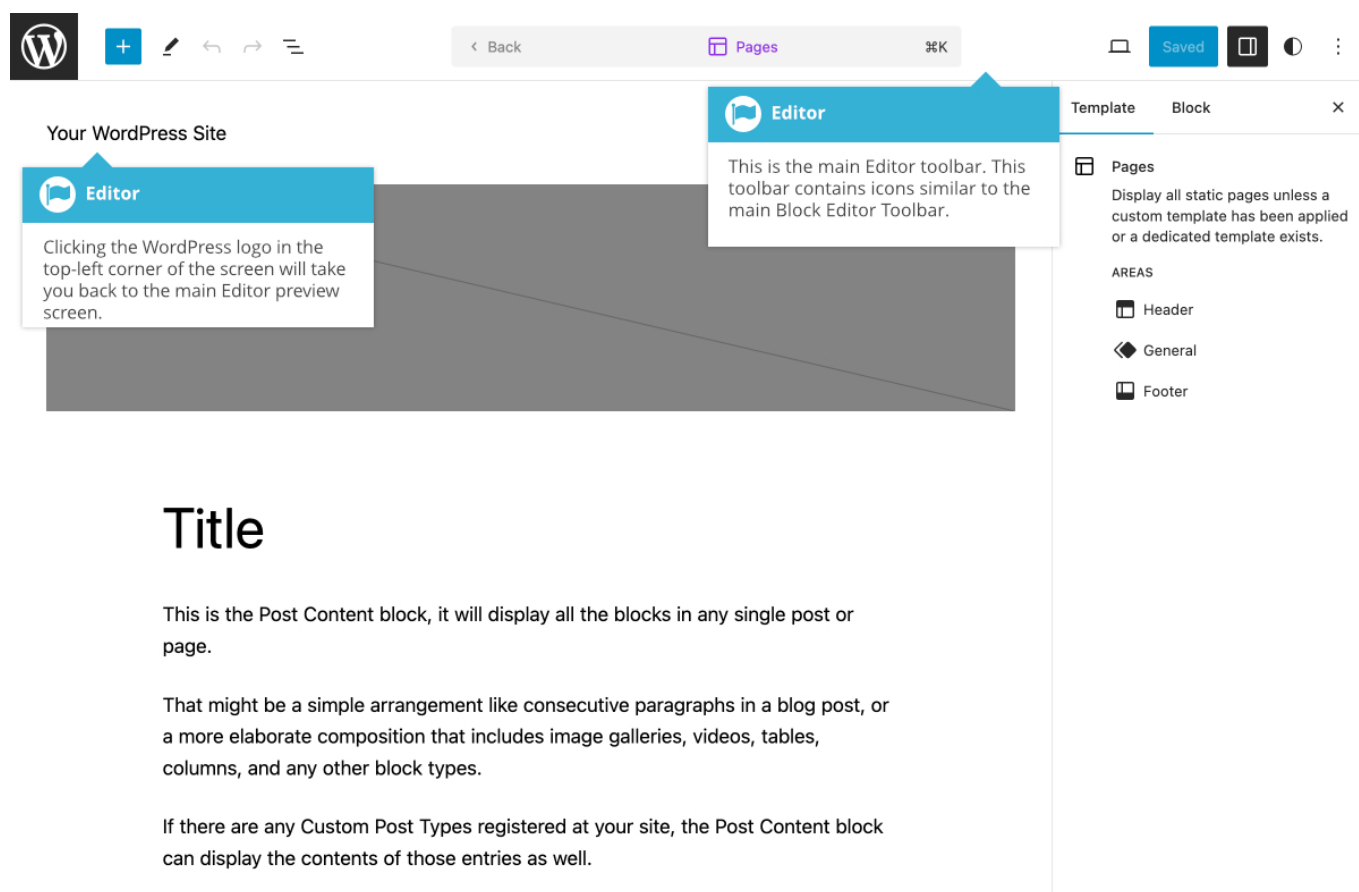 Back
Pages
⌘K
Saved
Your WordPress Site
Editor
Clicking the WordPress logo in the
top-left corner of the screen will take
you back to the main Editor preview
screen.
Editor
This is the main Editor toolbar. This
toolbar contains icons similar to the
main Block Editor Toolbar.
Template
Block
Pages
Display all static pages unless a
custom template has been applied
or a dedicated template exists.
AREAS
Header
General
Footer
Title
This is the Post Content block, it will display all the blocks in any single post or
page.
That might be a simple arrangement like consecutive paragraphs in a blog post, or
a more elaborate composition that includes image galleries, videos, tables,
columns, and any other block types.
If there are any Custom Post Types registered at your site, the Post Content block
can display the contents of those entries as well.